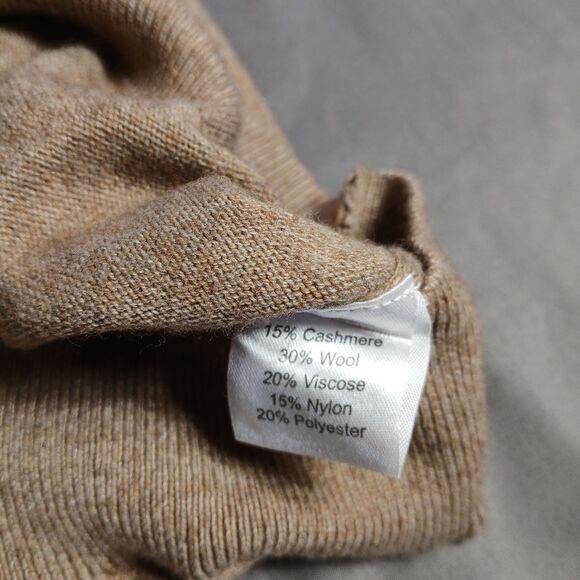 15% Cashmere
30% Wool
20% Viscose
15% Nylon
20% Polyester